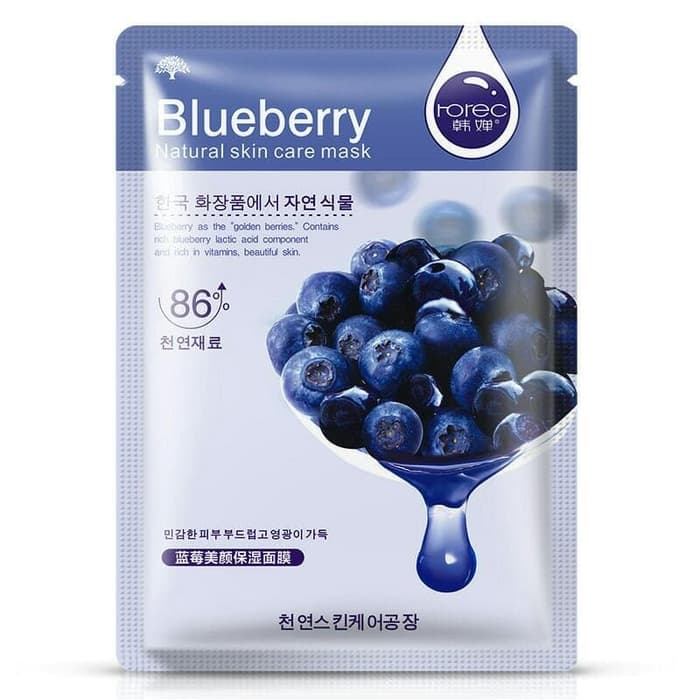 Blueberry
Natural skin care mask
Horec
韩婵®
한국 화장품에서 자연 식물
Blueberry as the "golden berries." Contains
rich blueberry lactic acid component
and rich in vitamins, beautiful skin.
86%
천연재료
민감한 피부 부드럽고 영광이 가득
蓝莓美颜保湿面膜
천연스킨케어공장